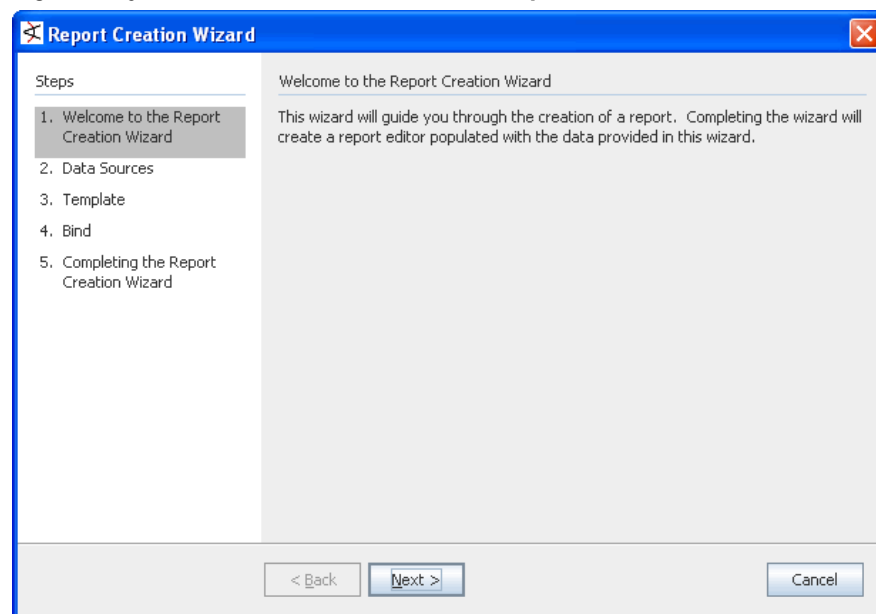 Report Creation Wizard
Steps
1. Welcome to the Report
Creation Wizard
2. Data Sources
3. Template
4. Bind
5. Completing the Report
Creation Wizard
Welcome to the Report Creation Wizard
This wizard will guide you through the creation of a report. Completing the wizard will
create a report editor populated with the data provided in this wizard.
< Back
Next >
Cancel